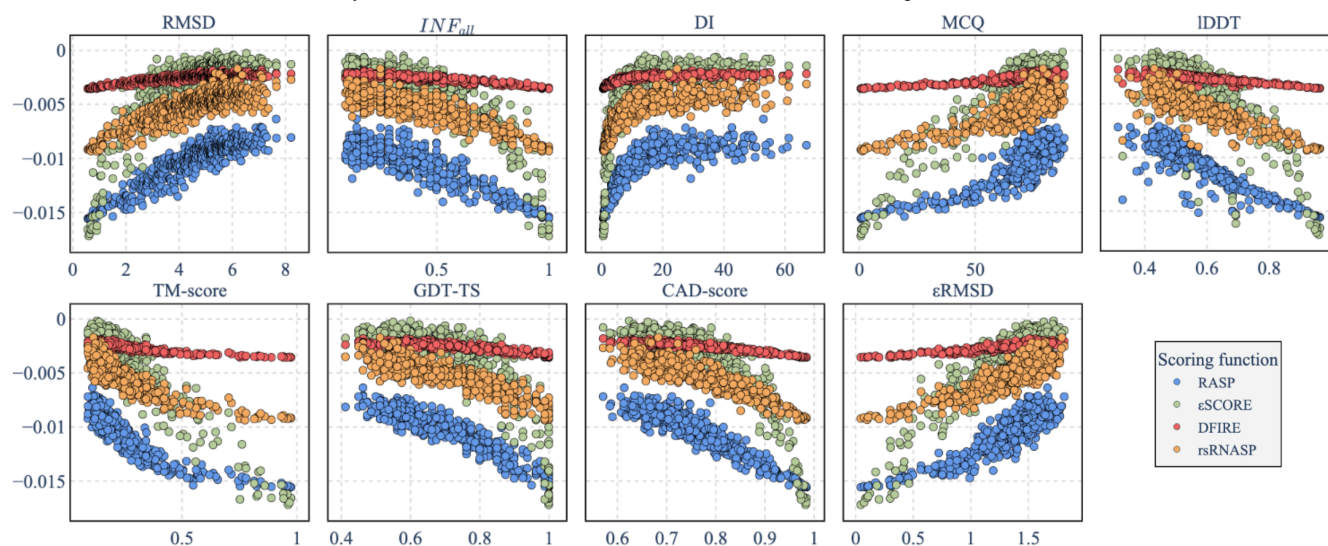 RMSD INF_all DI MCQ lDDT
0
−0.005
−0.01
−0.015
0 2 4 6 8 0.5 1 0 20 40 60 0 50 0.4 0.6 0.8
TM-score GDT-TS CAD-score εRMSD
0
−0.005
−0.01
−0.015
0.5 1 0.4 0.6 0.8 1 0.6 0.7 0.8 0.9 1 0 0.5 1 1.5
Scoring function
RASP
εSCORE
DFIRE
rsRNASP